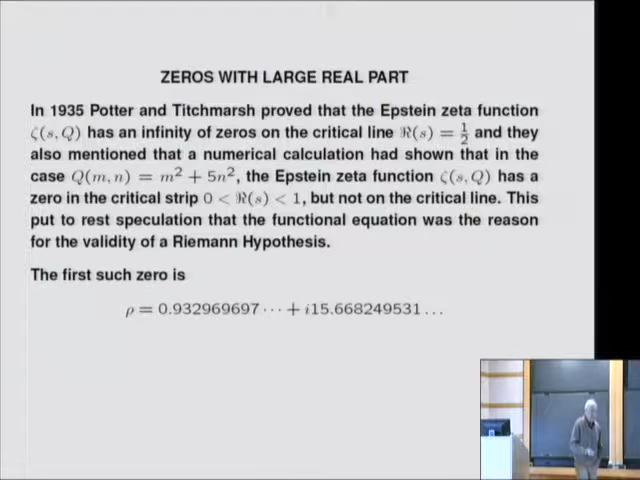 ZEROS WITH LARGE REAL PART
In 1935 Potter and Titchmarsh proved that the Epstein zeta function
ζ(s, Q) has an infinity of zeros on the critical line ℜ(s) = 1/2 and they
also mentioned that a numerical calculation had shown that in the
case Q(m, n) = m² + 5n², the Epstein zeta function ζ(s, Q) has a
zero in the critical strip 0 < ℜ(s) < 1, but not on the critical line. This
put to rest speculation that the functional equation was the reason
for the validity of a Riemann Hypothesis.
The first such zero is
ρ = 0.932969697 ⋯ + i15.668249531 …